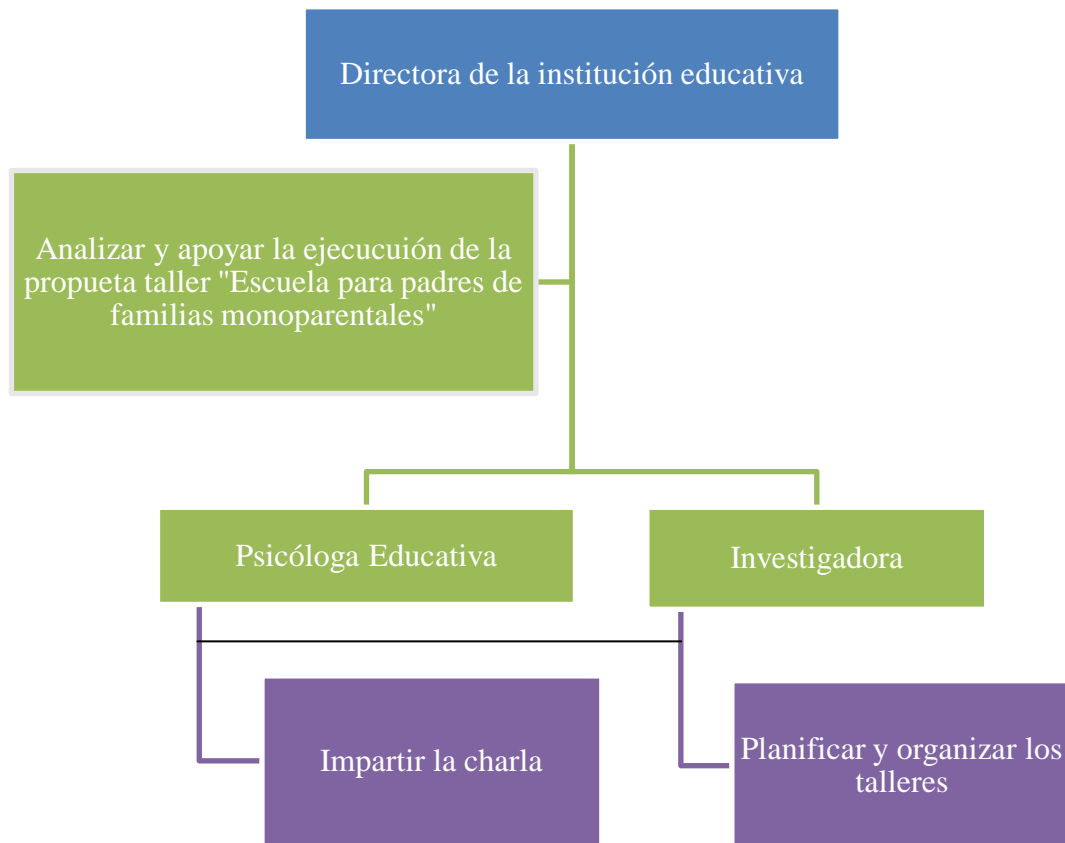 Directora de la institución educativa
Analizar y apoyar la ejecucuión de la
propueta taller "Escuela para padres de
familias monoparentales"
Psicóloga Educativa
Investigadora
Impartir la charla
Planificar y organizar los
talleres